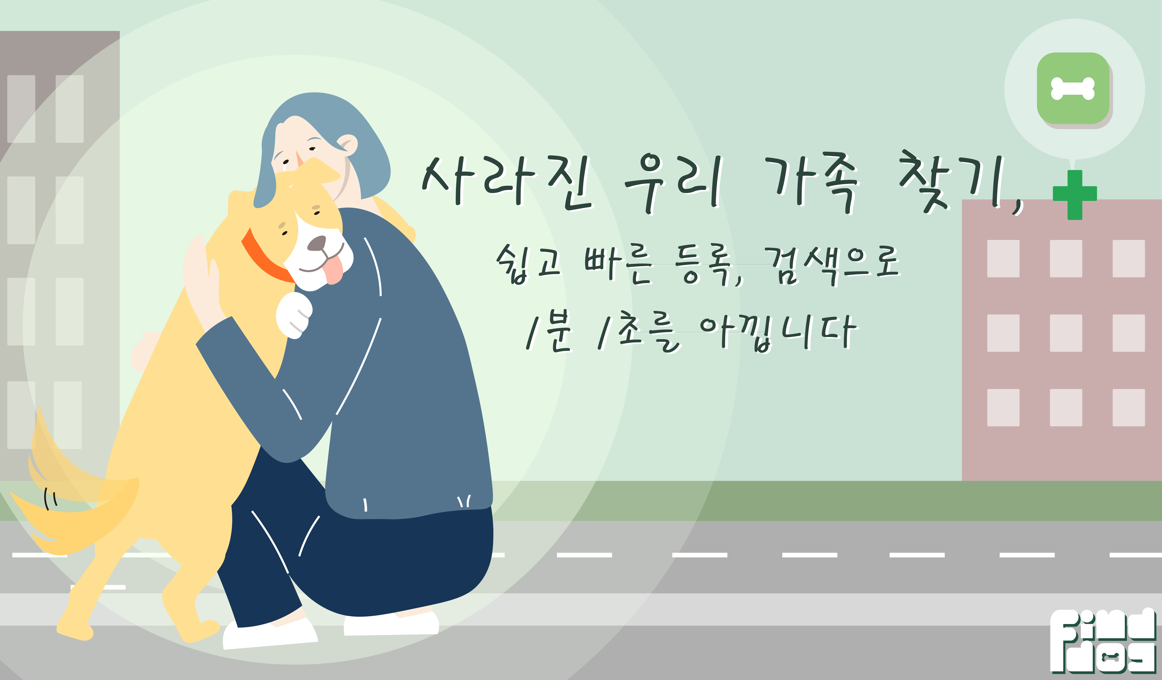 사라진 우리 가족 찾기,
쉽고 빠른 등록, 검색으로
1분 1초를 아낍니다
find
dog